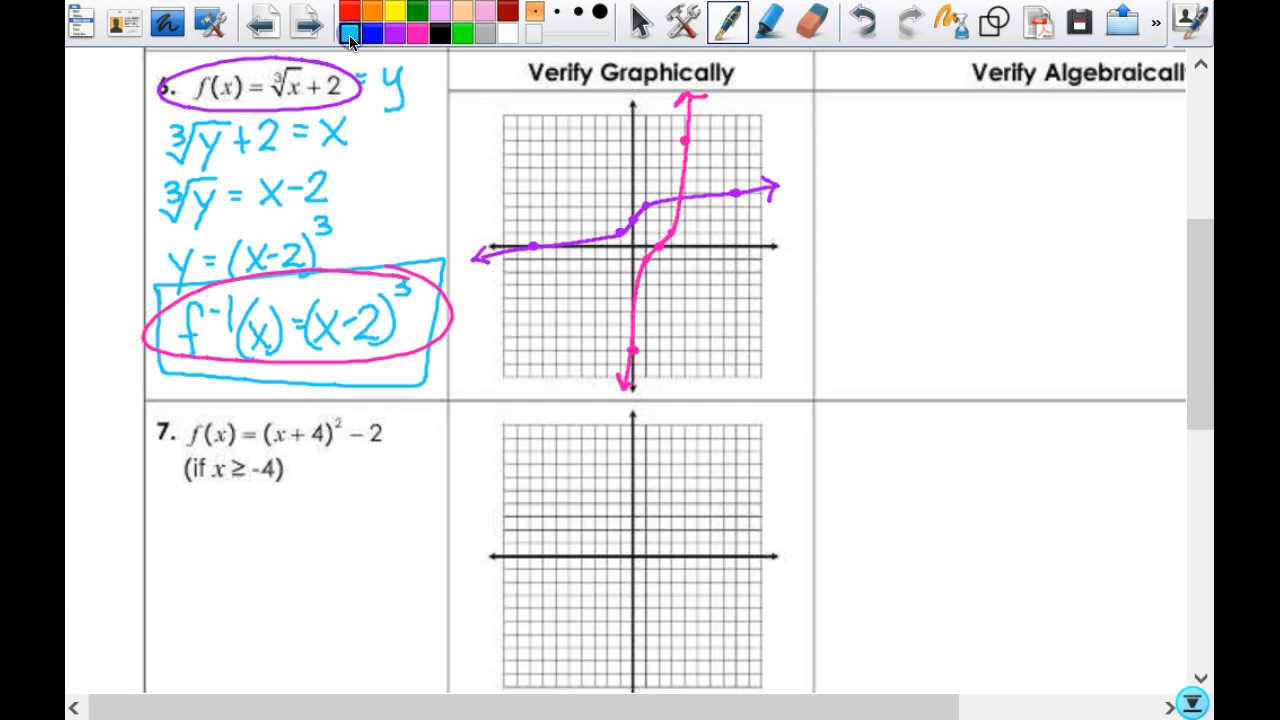 Verify Graphically
Verify Algebraicall
6. f(x) = ∛x + 2 = y
∛y + 2 = x
∛y = x - 2
y = (x-2)³
f⁻¹(x) = (x-2)³
7. f(x) = (x + 4)² − 2
(if x ≥ -4)